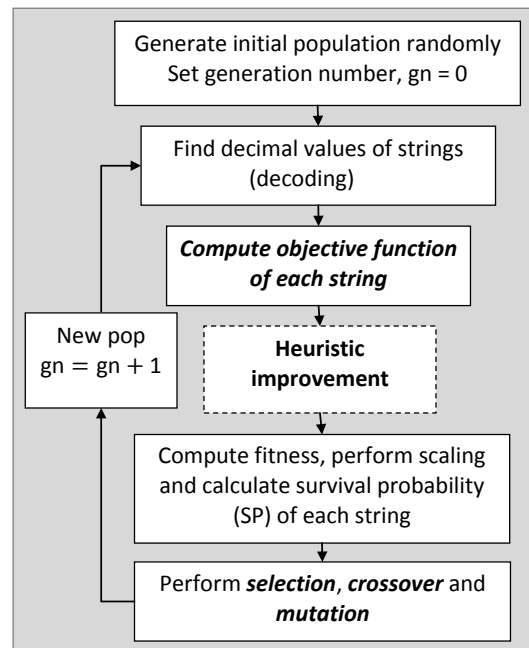 Generate initial population randomly
Set generation number, gn = 0
Find decimal values of strings
(decoding)
Compute objective function
of each string
New pop
gn = gn + 1
Heuristic
improvement
Compute fitness, perform scaling
and calculate survival probability
(SP) of each string
Perform selection, crossover and
mutation